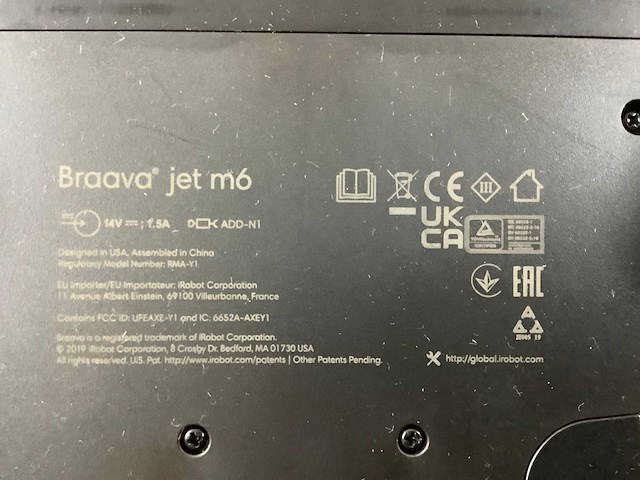 Braava® jet m6
14V ⎓ ; 1.5A ADD-N1
Designed in USA, Assembled in China
Regulatory Model Number: RMA-Y1
EU Importer/EU Importateur: iRobot Corporation
11 Avenue Albert Einstein, 69100 Villeurbanne, France
Contains FCC ID: UFEAXE-Y1 and IC: 6652A-AXEY1
Braava is a registered trademark of iRobot Corporation.
© 2019 iRobot Corporation, 8 Crosby Dr. Bedford, MA 01730 USA
All rights reserved. U.S. Pat. http://www.irobot.com/patents | Other Patents Pending.
CE III
UK
CA
EAC
19
http://global.irobot.com